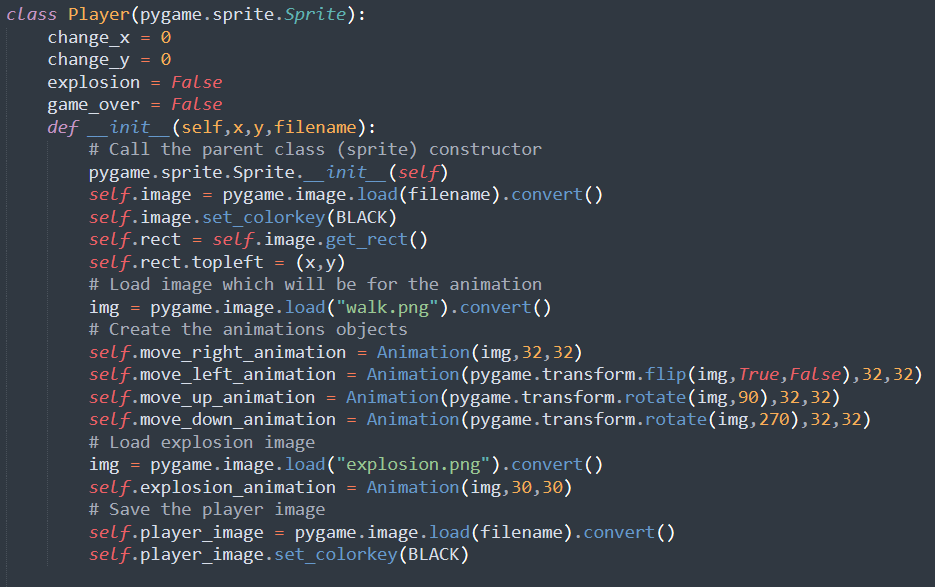 class Player(pygame.sprite.Sprite):
    change_x = 0
    change_y = 0
    explosion = False
    game_over = False
    def __init__(self,x,y,filename):
        # Call the parent class (sprite) constructor
        pygame.sprite.Sprite.__init__(self)
        self.image = pygame.image.load(filename).convert()
        self.image.set_colorkey(BLACK)
        self.rect = self.image.get_rect()
        self.rect.topleft = (x,y)
        # Load image which will be for the animation
        img = pygame.image.load("walk.png").convert()
        # Create the animations objects
        self.move_right_animation = Animation(img,32,32)
        self.move_left_animation = Animation(pygame.transform.flip(img,True,False),32,32)
        self.move_up_animation = Animation(pygame.transform.rotate(img,90),32,32)
        self.move_down_animation = Animation(pygame.transform.rotate(img,270),32,32)
        # Load explosion image
        img = pygame.image.load("explosion.png").convert()
        self.explosion_animation = Animation(img,30,30)
        # Save the player image
        self.player_image = pygame.image.load(filename).convert()
        self.player_image.set_colorkey(BLACK)